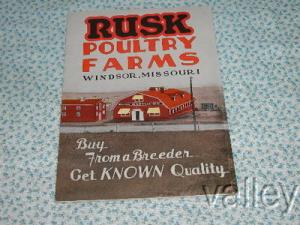 RUSK
POULTRY
FARMS
WINDSOR, MISSOURI
Buy
From a Breeder
Get KNOWN Quality
valley